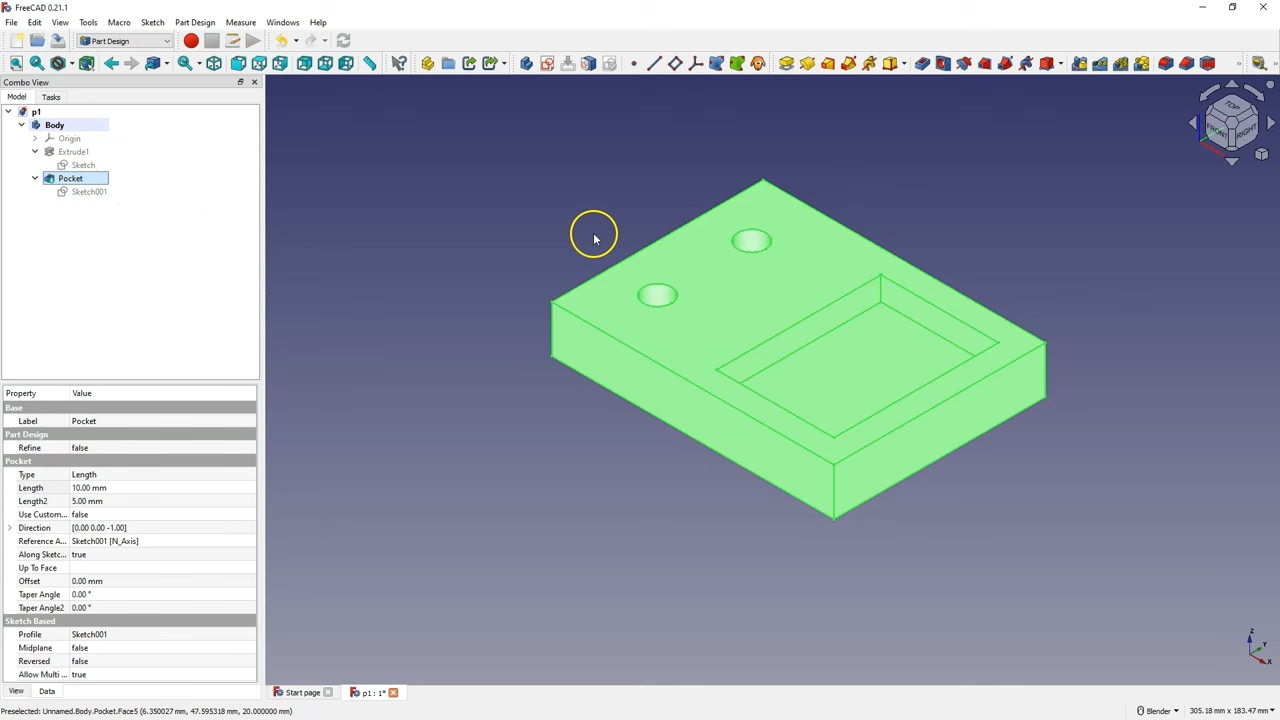 FreeCAD 0.21.1
File Edit View Tools Macro Sketch Part Design Measure Windows Help
Part Design
Combo View
Model Tasks
p1
Body
Origin
Extrude1
Sketch
Pocket
Sketch001
TOP
FRONT RIGHT
Property Value
Base
Label Pocket
Part Design
Refine false
Pocket
Type Length
Length 10.00 mm
Length2 5.00 mm
Use Custom... false
Direction [0.00 0.00 -1.00]
Reference A... Sketch001 [N_Axis]
Along Sketc... true
Up To Face
Offset 0.00 mm
Taper Angle 0.00 °
Taper Angle2 0.00 °
Sketch Based
Profile Sketch001
Midplane false
Reversed false
Allow Multi ... true
View Data
Start page p1 : 1*
Z
Y
X
Preselected: Unnamed.Body.Pocket.Face5 (6.350027 mm, 47.595318 mm, 20.000000 mm) Blender 305.18 mm x 183.47 mm